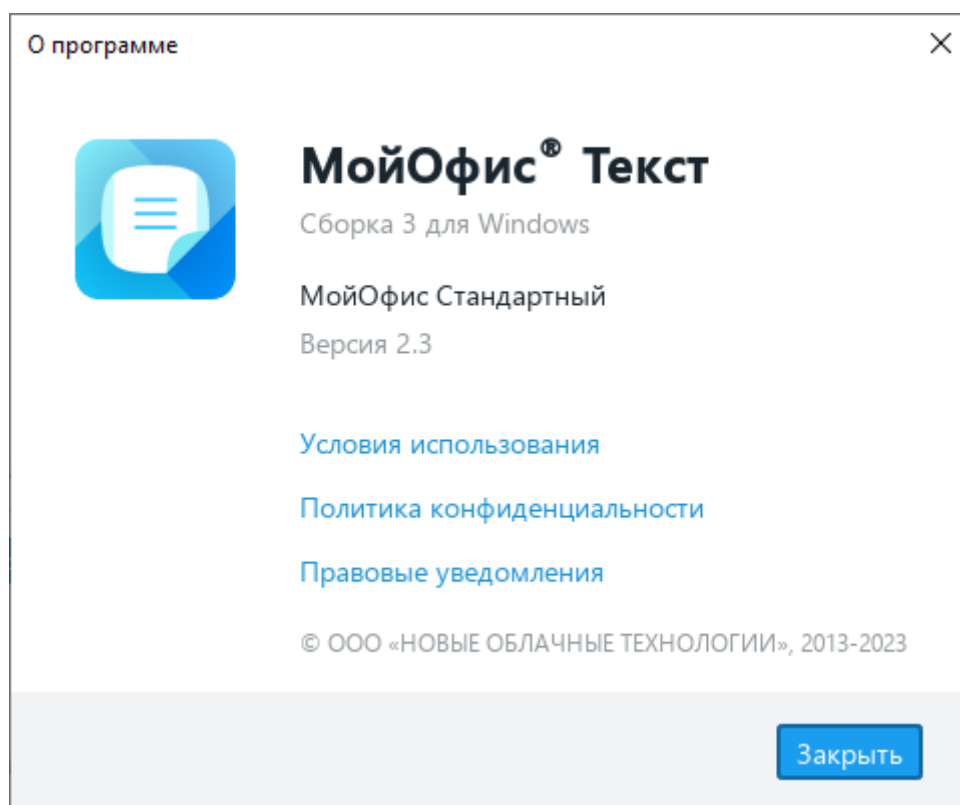 О программе
МойОфис® Текст
Сборка 3 для Windows
МойОфис Стандартный
Версия 2.3
Условия использования
Политика конфиденциальности
Правовые уведомления
© ООО «НОВЫЕ ОБЛАЧНЫЕ ТЕХНОЛОГИИ», 2013-2023
Закрыть